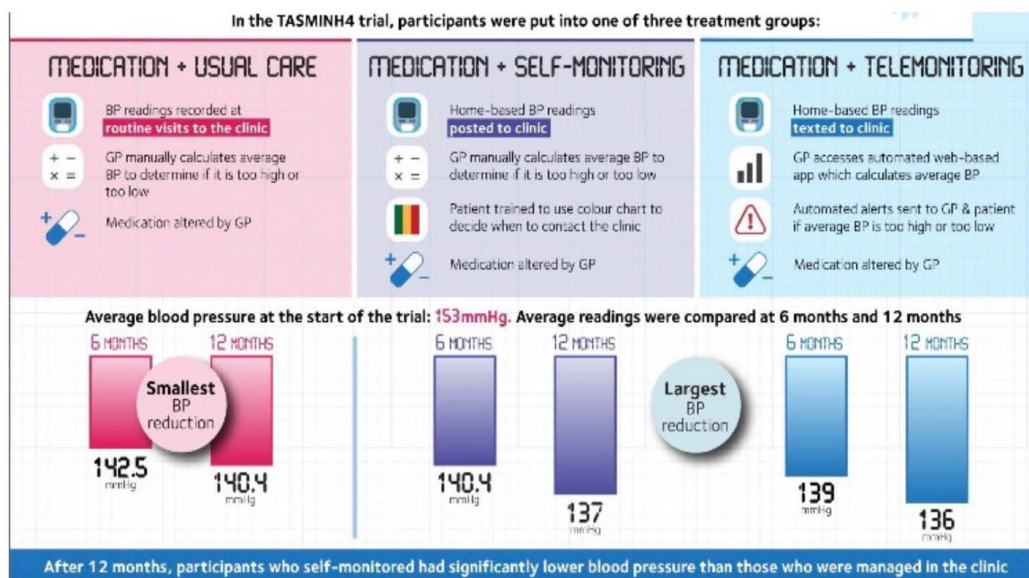 In the TASMINH4 trial, participants were put into one of three treatment groups:
MEDICATION + USUAL CARE
BP readings recorded at
routine visits to the clinic
GP manually calculates average
BP to determine if it is too high or
too low
Medication altered by GP
MEDICATION + SELF-MONITORING
Home-based BP readings
posted to clinic
GP manually calculates average BP to
determine if it is too high or too low
Patient trained to use colour chart to
decide when to contact the clinic
Medication altered by GP
MEDICATION + TELEMONITORING
Home-based BP readings
texted to clinic
GP accesses automated web-based
app which calculates average BP
Automated alerts sent to GP & patient
if average BP is too high or too low
Medication altered by GP
Average blood pressure at the start of the trial: 153mmHg. Average readings were compared at 6 months and 12 months
6 MONTHS
12 MONTHS
Smallest
BP
reduction
142.5
mmHg
140.4
mmHg
6 MONTHS
12 MONTHS
140.4
mmHg
137
mmHg
Largest
BP
reduction
6 MONTHS
12 MONTHS
139
mmHg
136
mmHg
After 12 months, participants who self-monitored had significantly lower blood pressure than those who were managed in the clinic